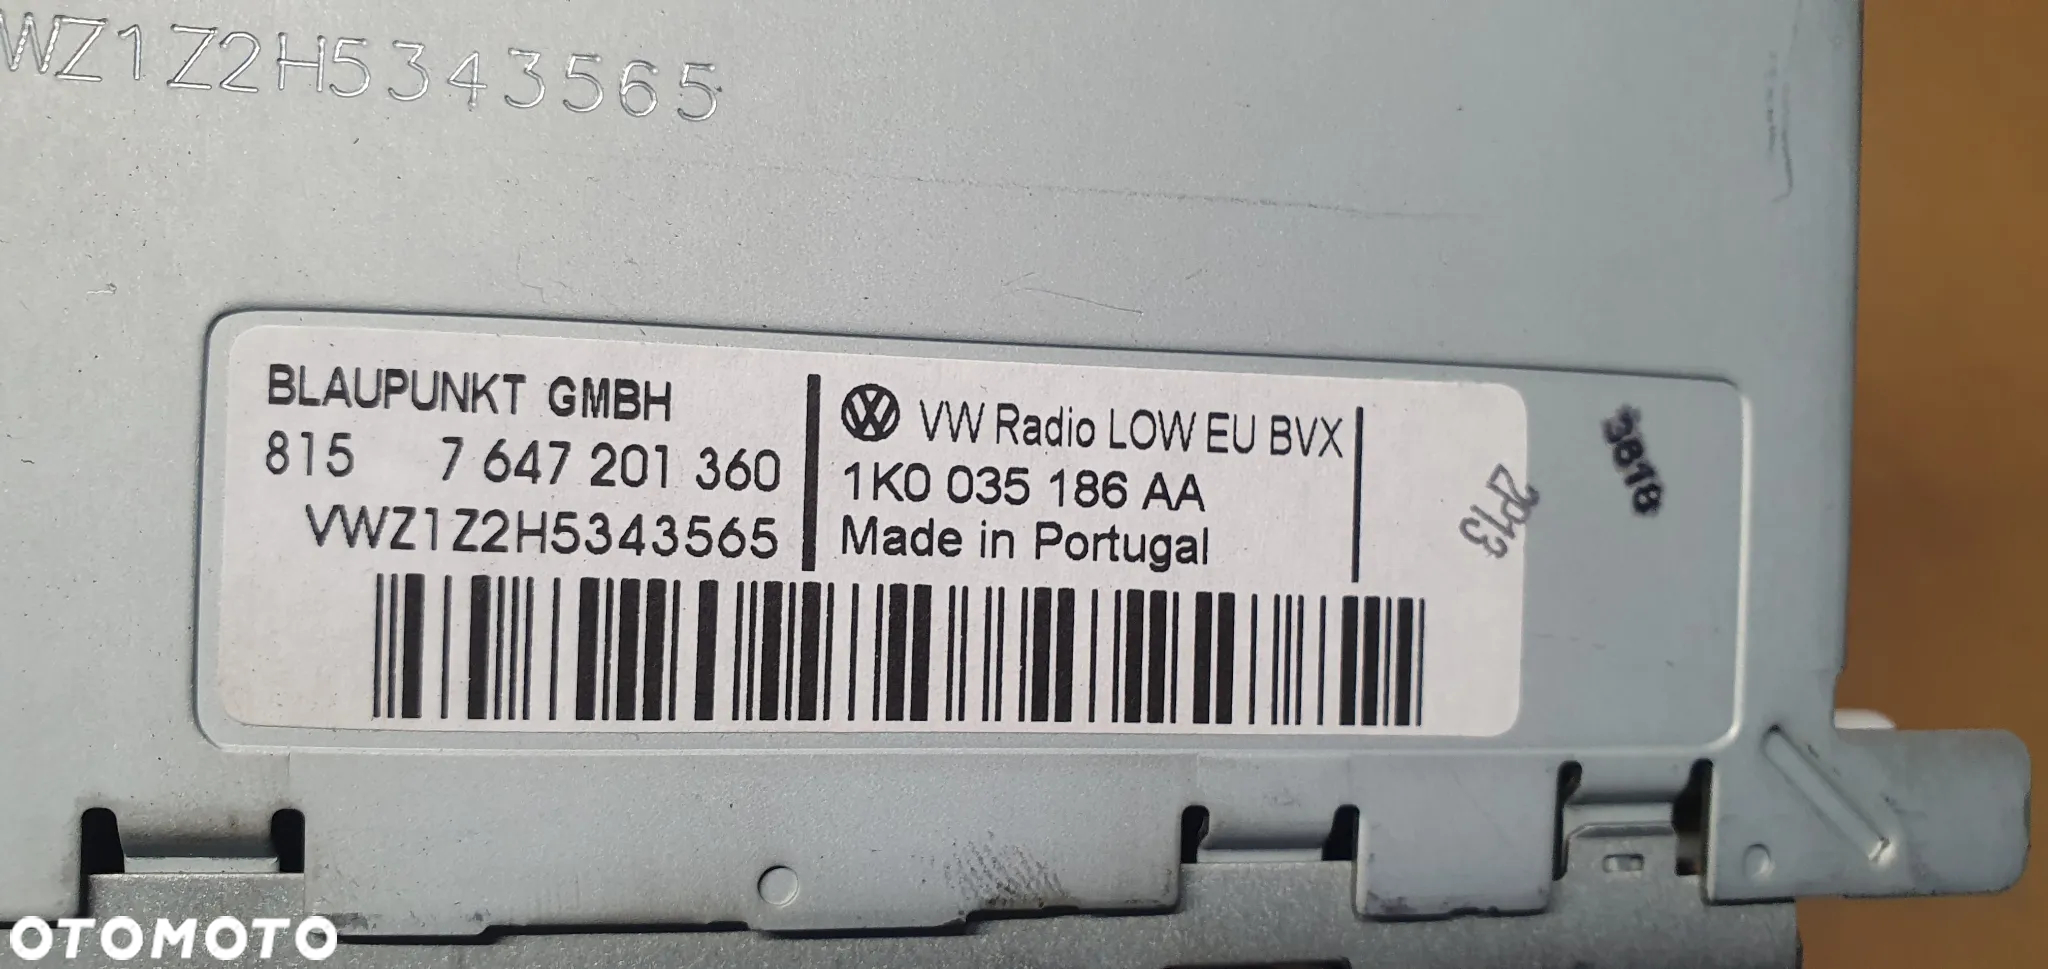 WZ1Z2H5343565
BLAUPUNKT GMBH
815 7 647 201 360
VWZ1Z2H5343565
VW Radio LOW EU BVX
1K0 035 186 AA
Made in Portugal
2P13
3818
OTOMOTO